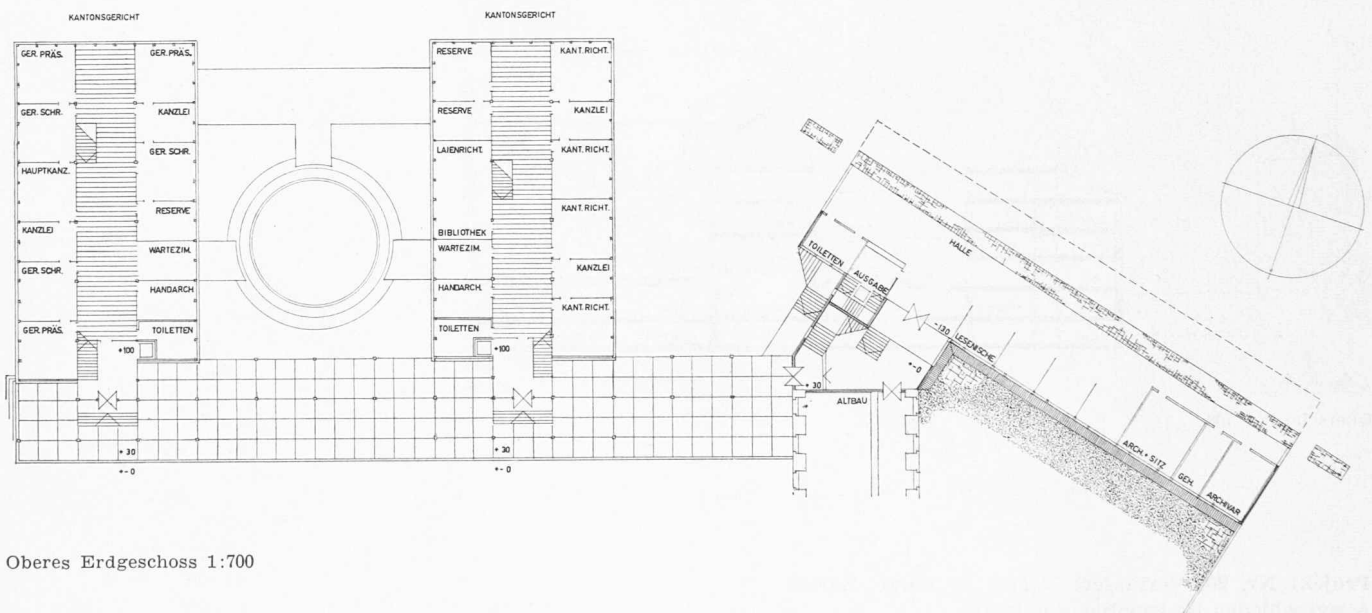 KANTONSGERICHT
KANTONSGERICHT
GER. PRÄS.
GER. PRÄS.
GER. SCHR.
KANZLEI
GER. SCHR.
HAUPTKANZ.
RESERVE
KANZLEI
WARTEZIM.
GER. SCHR.
HANDARCH
GER. PRÄS.
TOILETTEN
+100
+30
+-0
RESERVE
KANT. RICHT.
RESERVE
KANZLEI
LAIENRICHT.
KANT. RICHT.
KANT. RICHT.
BIBLIOTHEK
WARTEZIM.
KANZLEI
HANDARCH.
KANT. RICHT.
TOILETTEN
+100
+30
+-0
HALLE
TOILETTEN
AUSGABE
-130
LESENISCHE
+-0
+30
ALTBAU
ARCH. + SITZ
GEH.
ARCHIVAR
Oberes Erdgeschoss 1:700